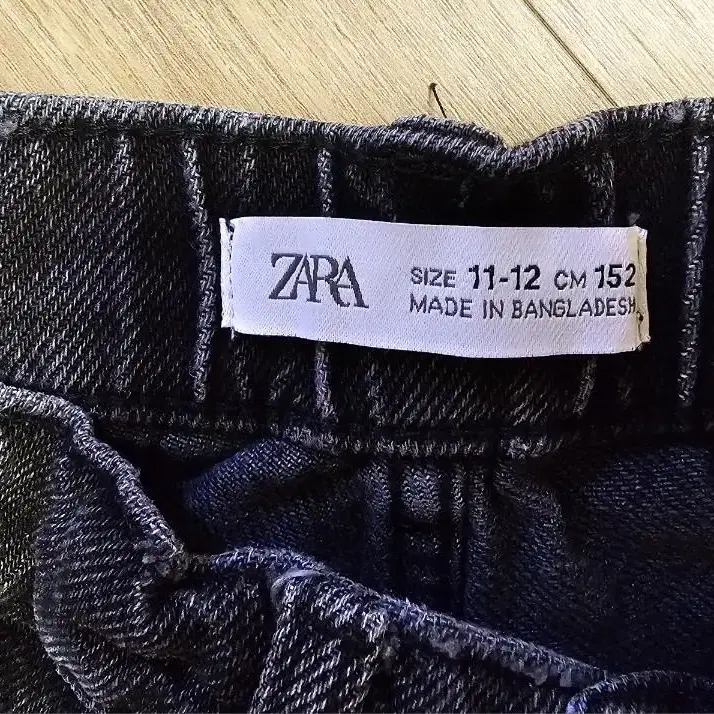 ZARA
SIZE 11-12 CM 152
MADE IN BANGLADESH